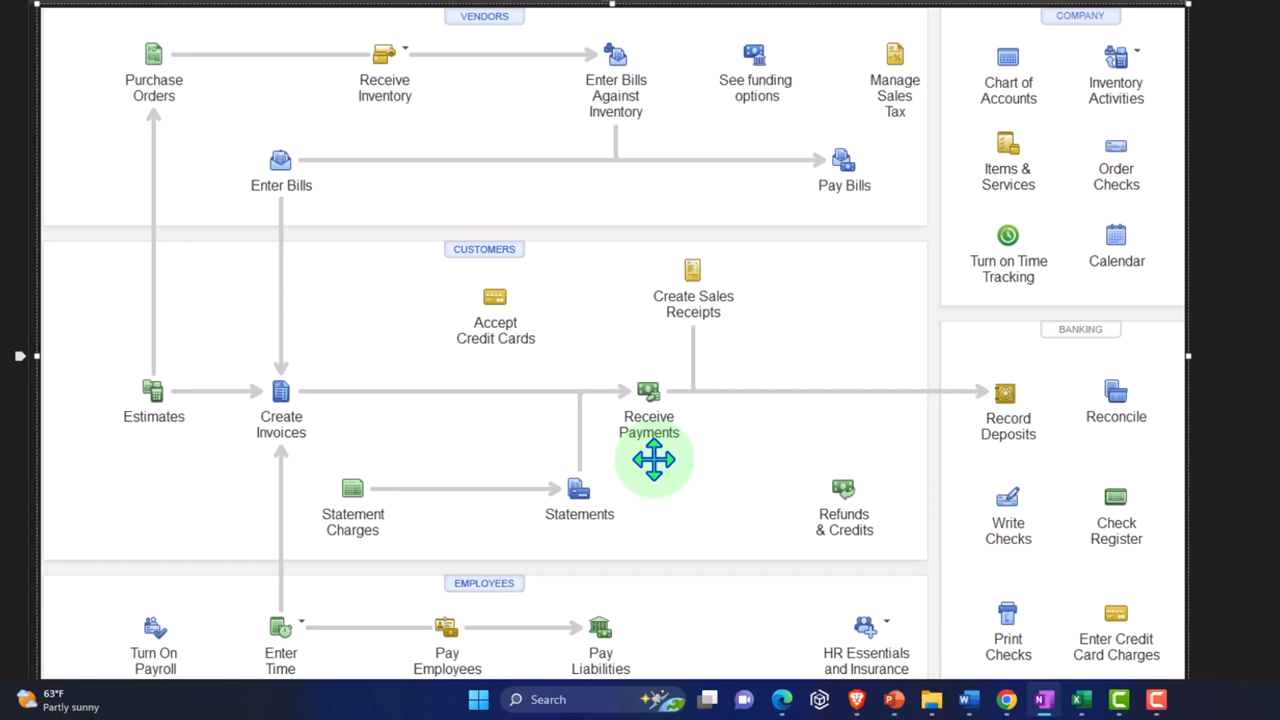 VENDORS
Purchase
Orders
Receive
Inventory
Enter Bills
Against
Inventory
See funding
options
Manage
Sales
Tax
Enter Bills
Pay Bills
COMPANY
Chart of
Accounts
Inventory
Activities
Items &
Services
Order
Checks
Turn on Time
Tracking
Calendar
CUSTOMERS
Create Sales
Receipts
Accept
Credit Cards
Estimates
Create
Invoices
Receive
Payments
Statement
Charges
Statements
Refunds
& Credits
BANKING
Record
Deposits
Reconcile
Write
Checks
Check
Register
Print
Checks
Enter Credit
Card Charges
EMPLOYEES
Turn On
Payroll
Enter
Time
Pay
Employees
Pay
Liabilities
HR Essentials
and Insurance
63°F
Partly sunny
Search